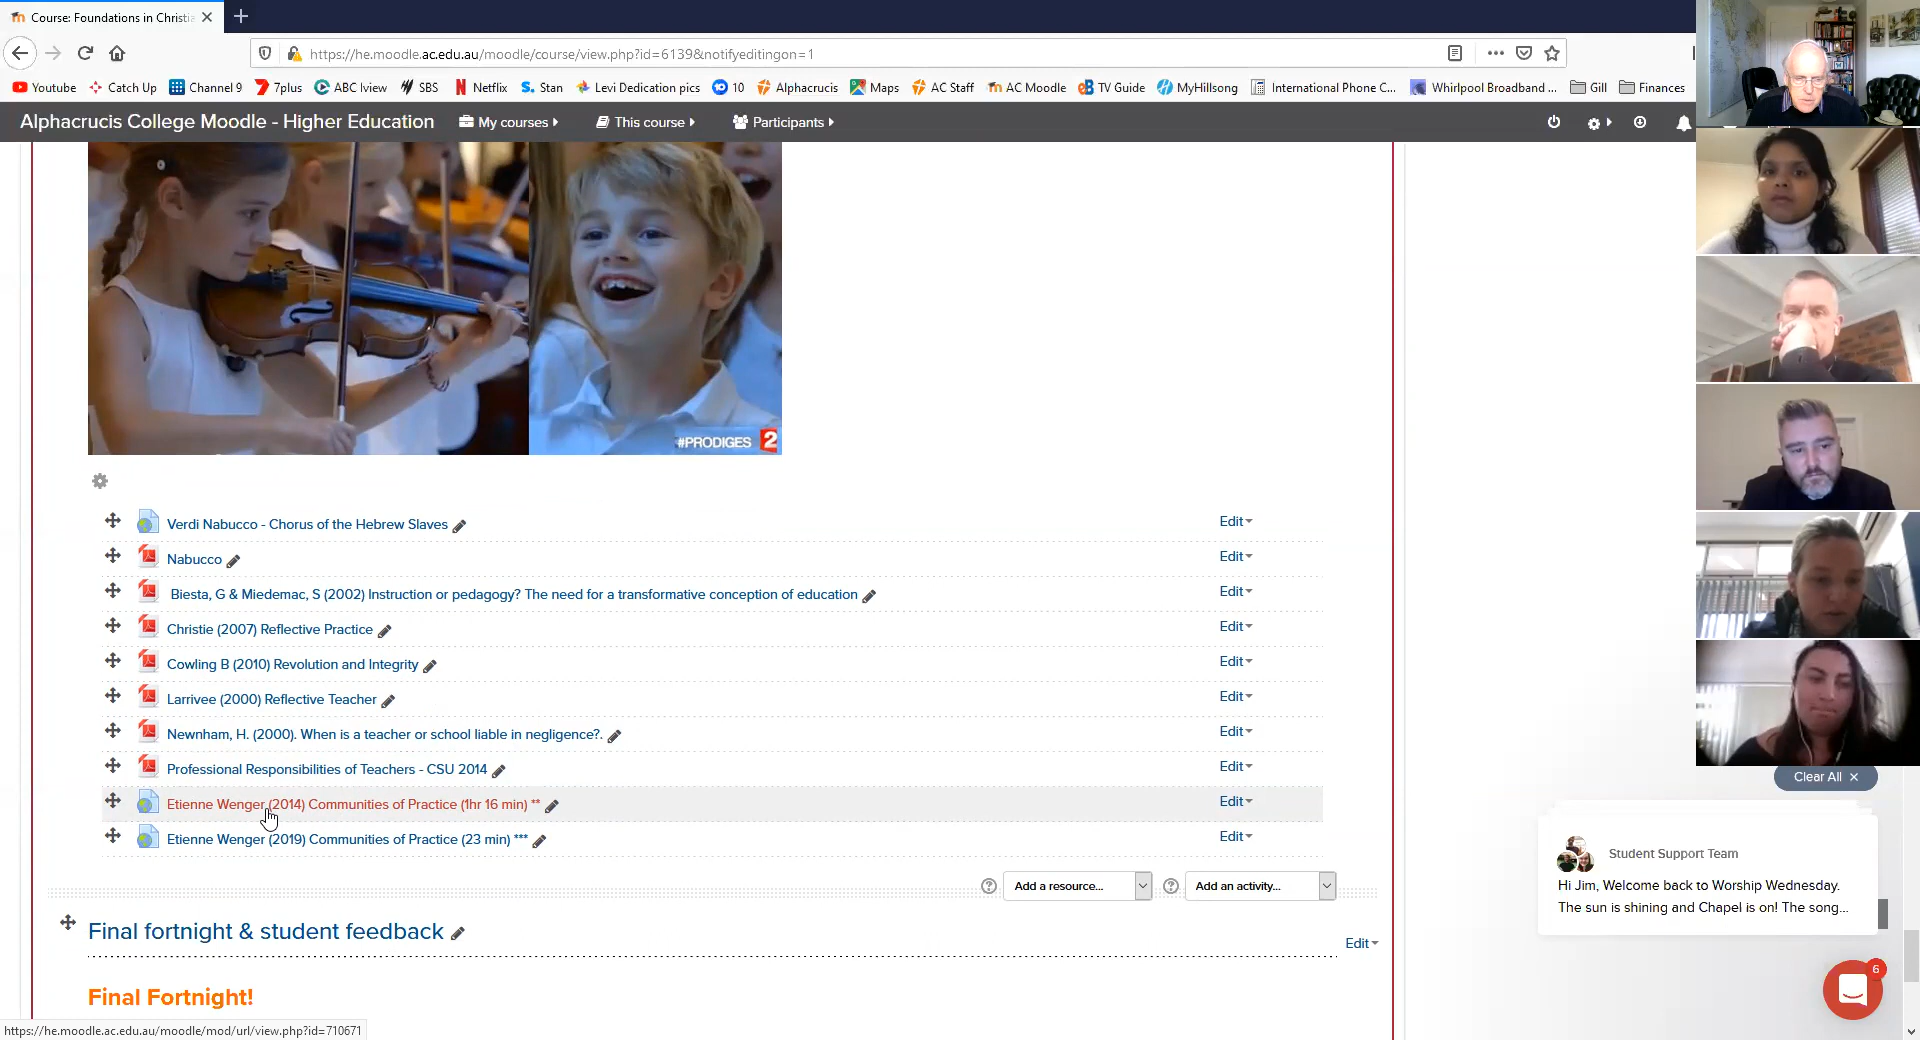 Course: Foundations in Christia
https://he.moodle.ac.edu.au/moodle/course/view.php?id=6139&notifyeditingon=1
Youtube Catch Up Channel 9 7plus ABC Iview SBS Netflix Stan Levi Dedication pics 10 Alphacrucis Maps AC Staff AC Moodle TV Guide MyHillsong International Phone C... Whirlpool Broadband ... Gill Finances
Alphacrucis College Moodle - Higher Education My courses This course Participants
#PRODIGES 2
Verdi Nabucco - Chorus of the Hebrew Slaves Edit
Nabucco Edit
Biesta, G & Miedemac, S (2002) Instruction or pedagogy? The need for a transformative conception of education Edit
Christie (2007) Reflective Practice Edit
Cowling B (2010) Revolution and Integrity Edit
Larrivee (2000) Reflective Teacher Edit
Newnham, H. (2000). When is a teacher or school liable in negligence?. Edit
Professional Responsibilities of Teachers - CSU 2014 Edit
Etienne Wenger (2014) Communities of Practice (1hr 16 min) ** Edit
Etienne Wenger (2019) Communities of Practice (23 min) *** Edit
Add a resource... Add an activity...
Final fortnight & student feedback
Edit
Final Fortnight!
Clear All ×
Student Support Team
Hi Jim, Welcome back to Worship Wednesday.
The sun is shining and Chapel is on! The song...
6
https://he.moodle.ac.edu.au/moodle/mod/url/view.php?id=710671